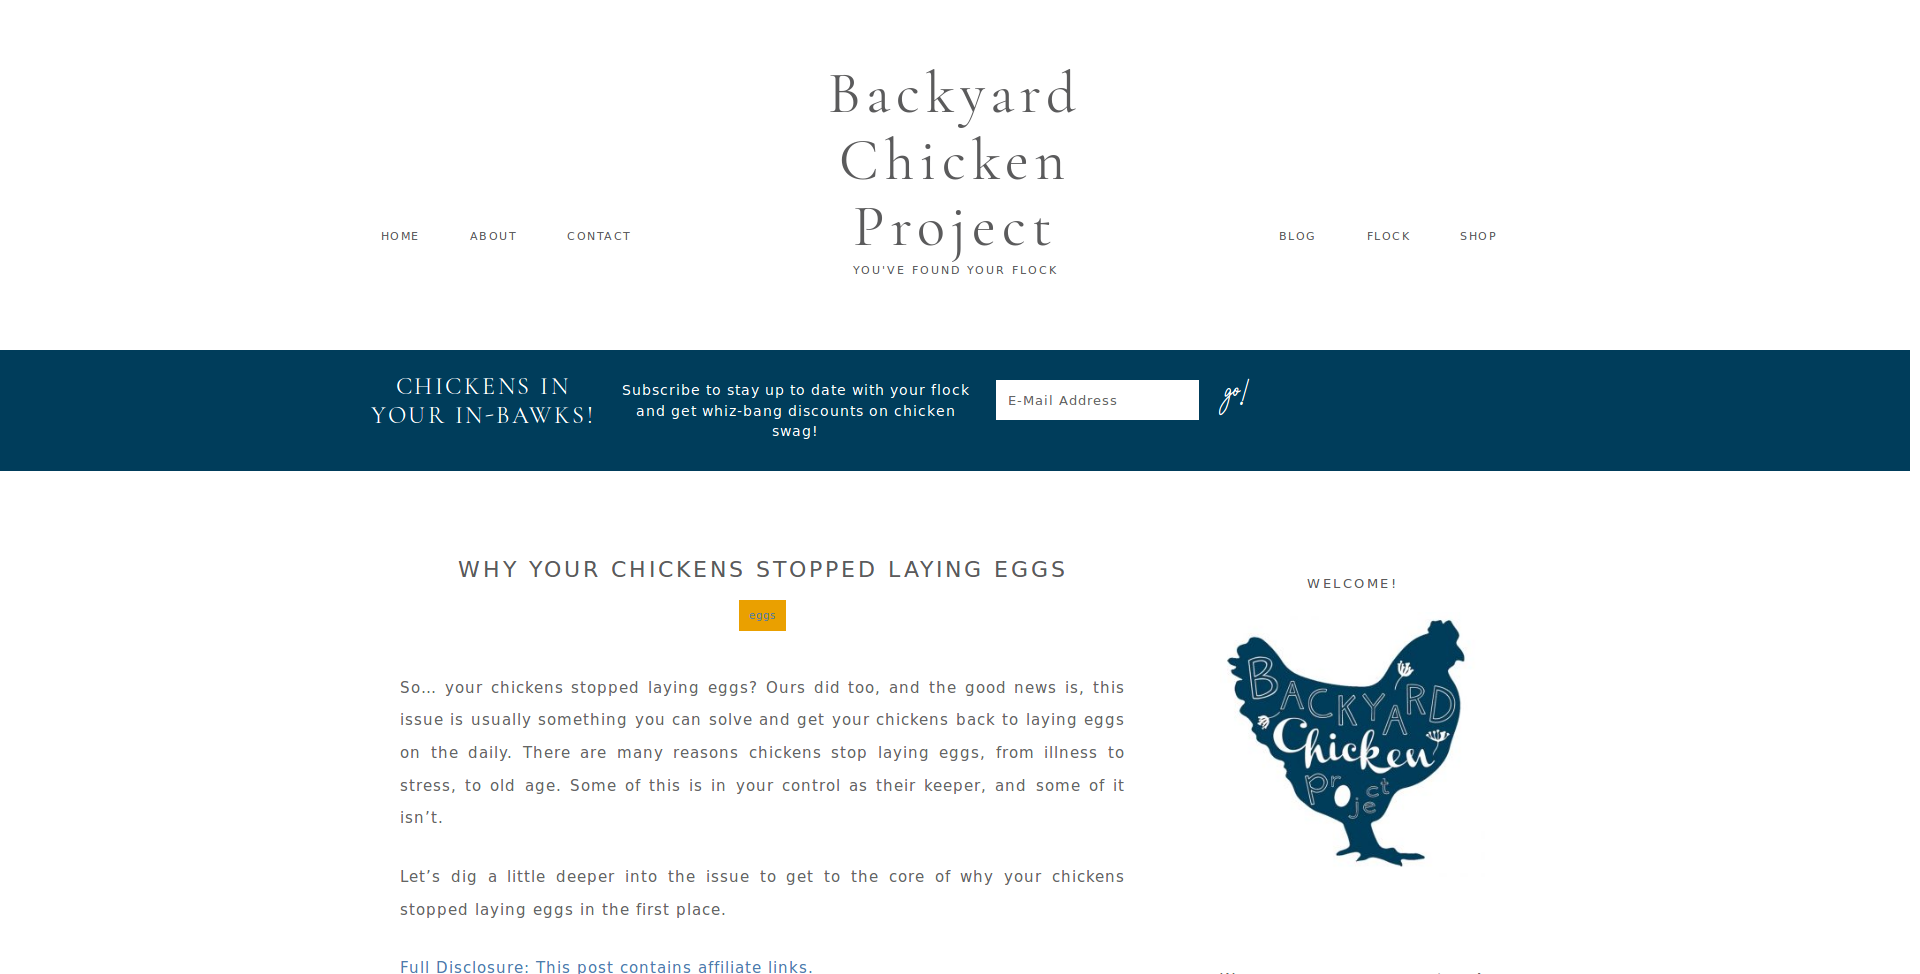 Backyard
Chicken
Project
YOU'VE FOUND YOUR FLOCK
HOME ABOUT CONTACT
BLOG FLOCK SHOP
CHICKENS IN
YOUR IN-BAWKS!
Subscribe to stay up to date with your flock
and get whiz-bang discounts on chicken
swag!
E-Mail Address
go!
WHY YOUR CHICKENS STOPPED LAYING EGGS
eggs
So… your chickens stopped laying eggs? Ours did too, and the good news is, this
issue is usually something you can solve and get your chickens back to laying eggs
on the daily. There are many reasons chickens stop laying eggs, from illness to
stress, to old age. Some of this is in your control as their keeper, and some of it
isn’t.
Let’s dig a little deeper into the issue to get to the core of why your chickens
stopped laying eggs in the first place.
Full Disclosure: This post contains affiliate links.
WELCOME!
BACKYARD
Chicken
project